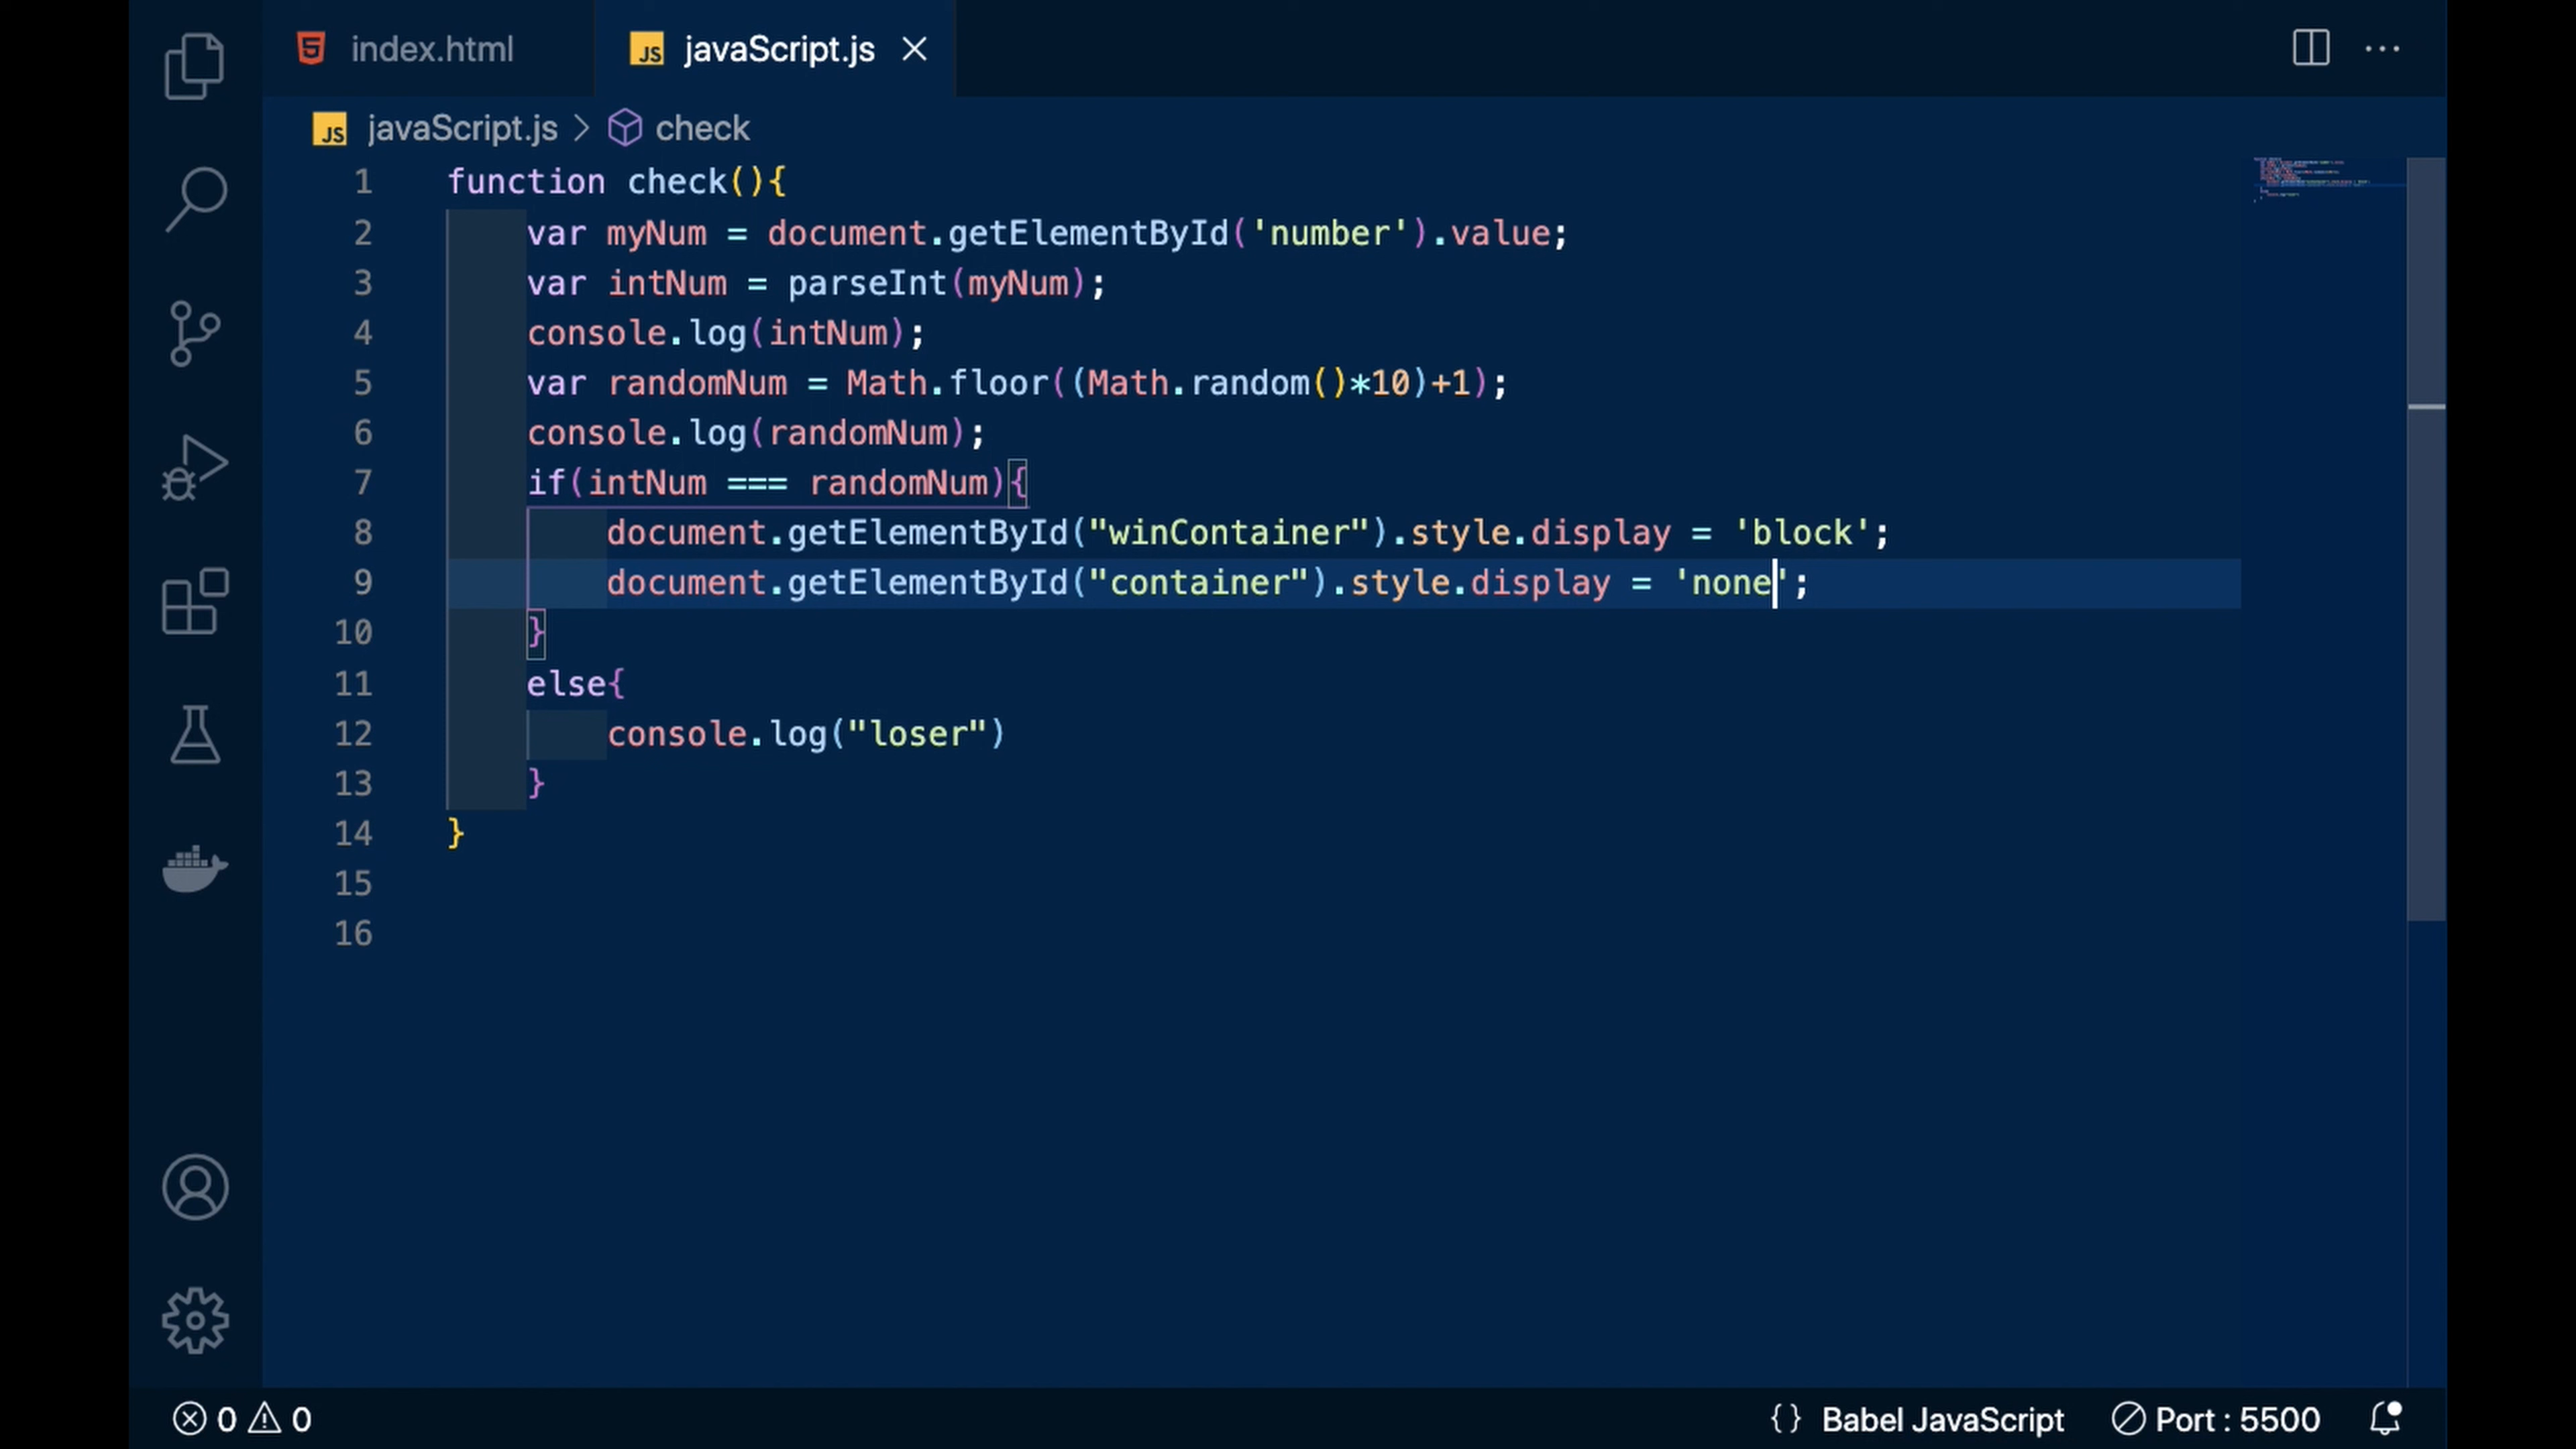 index.html
JS javaScript.js
JS javaScript.js > check
1 function check(){
2 var myNum = document.getElementById('number').value;
3 var intNum = parseInt(myNum);
4 console.log(intNum);
5 var randomNum = Math.floor((Math.random()*10)+1);
6 console.log(randomNum);
7 if(intNum === randomNum){
8 document.getElementById("winContainer").style.display = 'block';
9 document.getElementById("container").style.display = 'none';
10 }
11 else{
12 console.log("loser")
13 }
14 }
15
16
0 0 {} Babel JavaScript Port : 5500